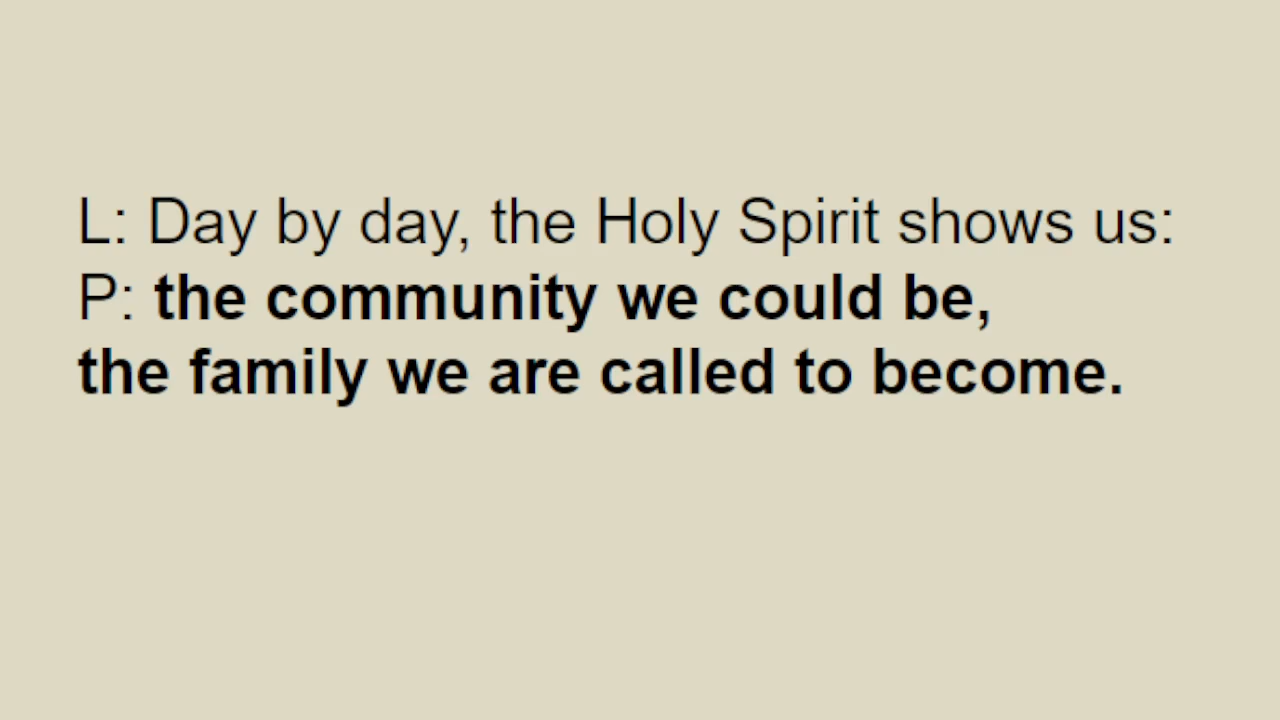 L: Day by day, the Holy Spirit shows us:
P: the community we could be,
the family we are called to become.